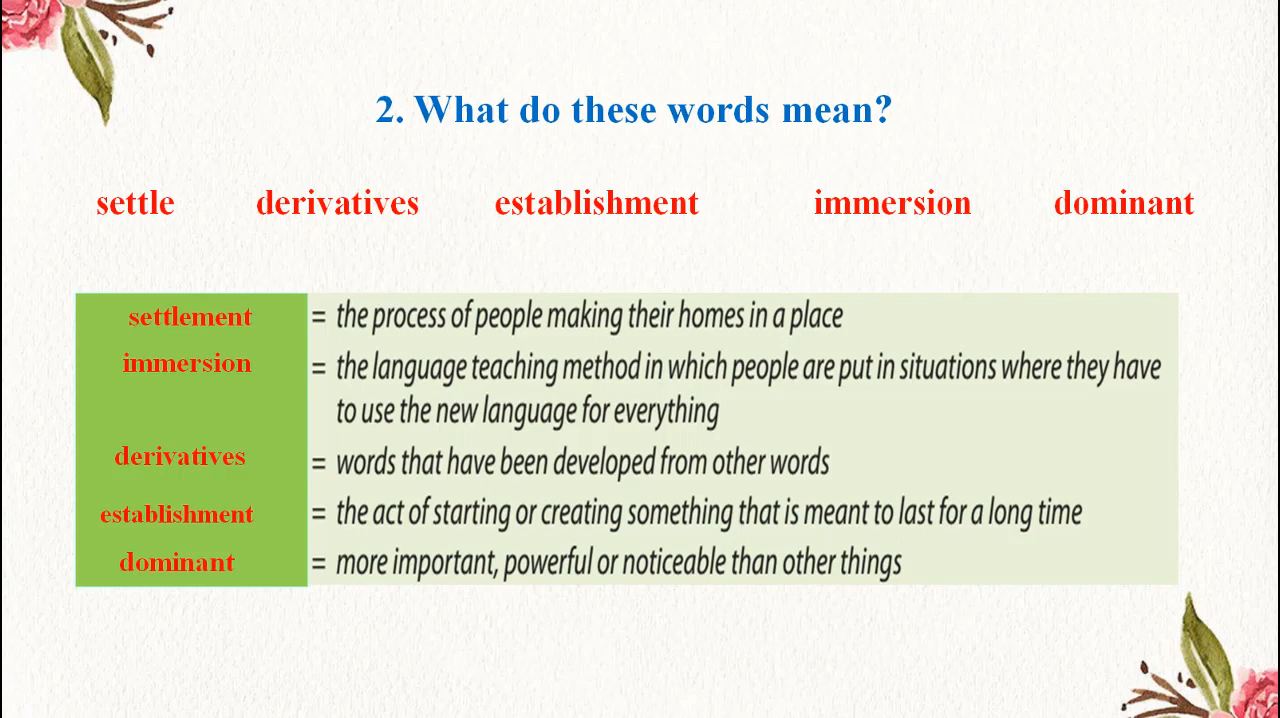 2. What do these words mean?
settle derivatives establishment immersion dominant
settlement = the process of people making their homes in a place
immersion = the language teaching method in which people are put in situations where they have
to use the new language for everything
derivatives = words that have been developed from other words
establishment = the act of starting or creating something that is meant to last for a long time
dominant = more important, powerful or noticeable than other things